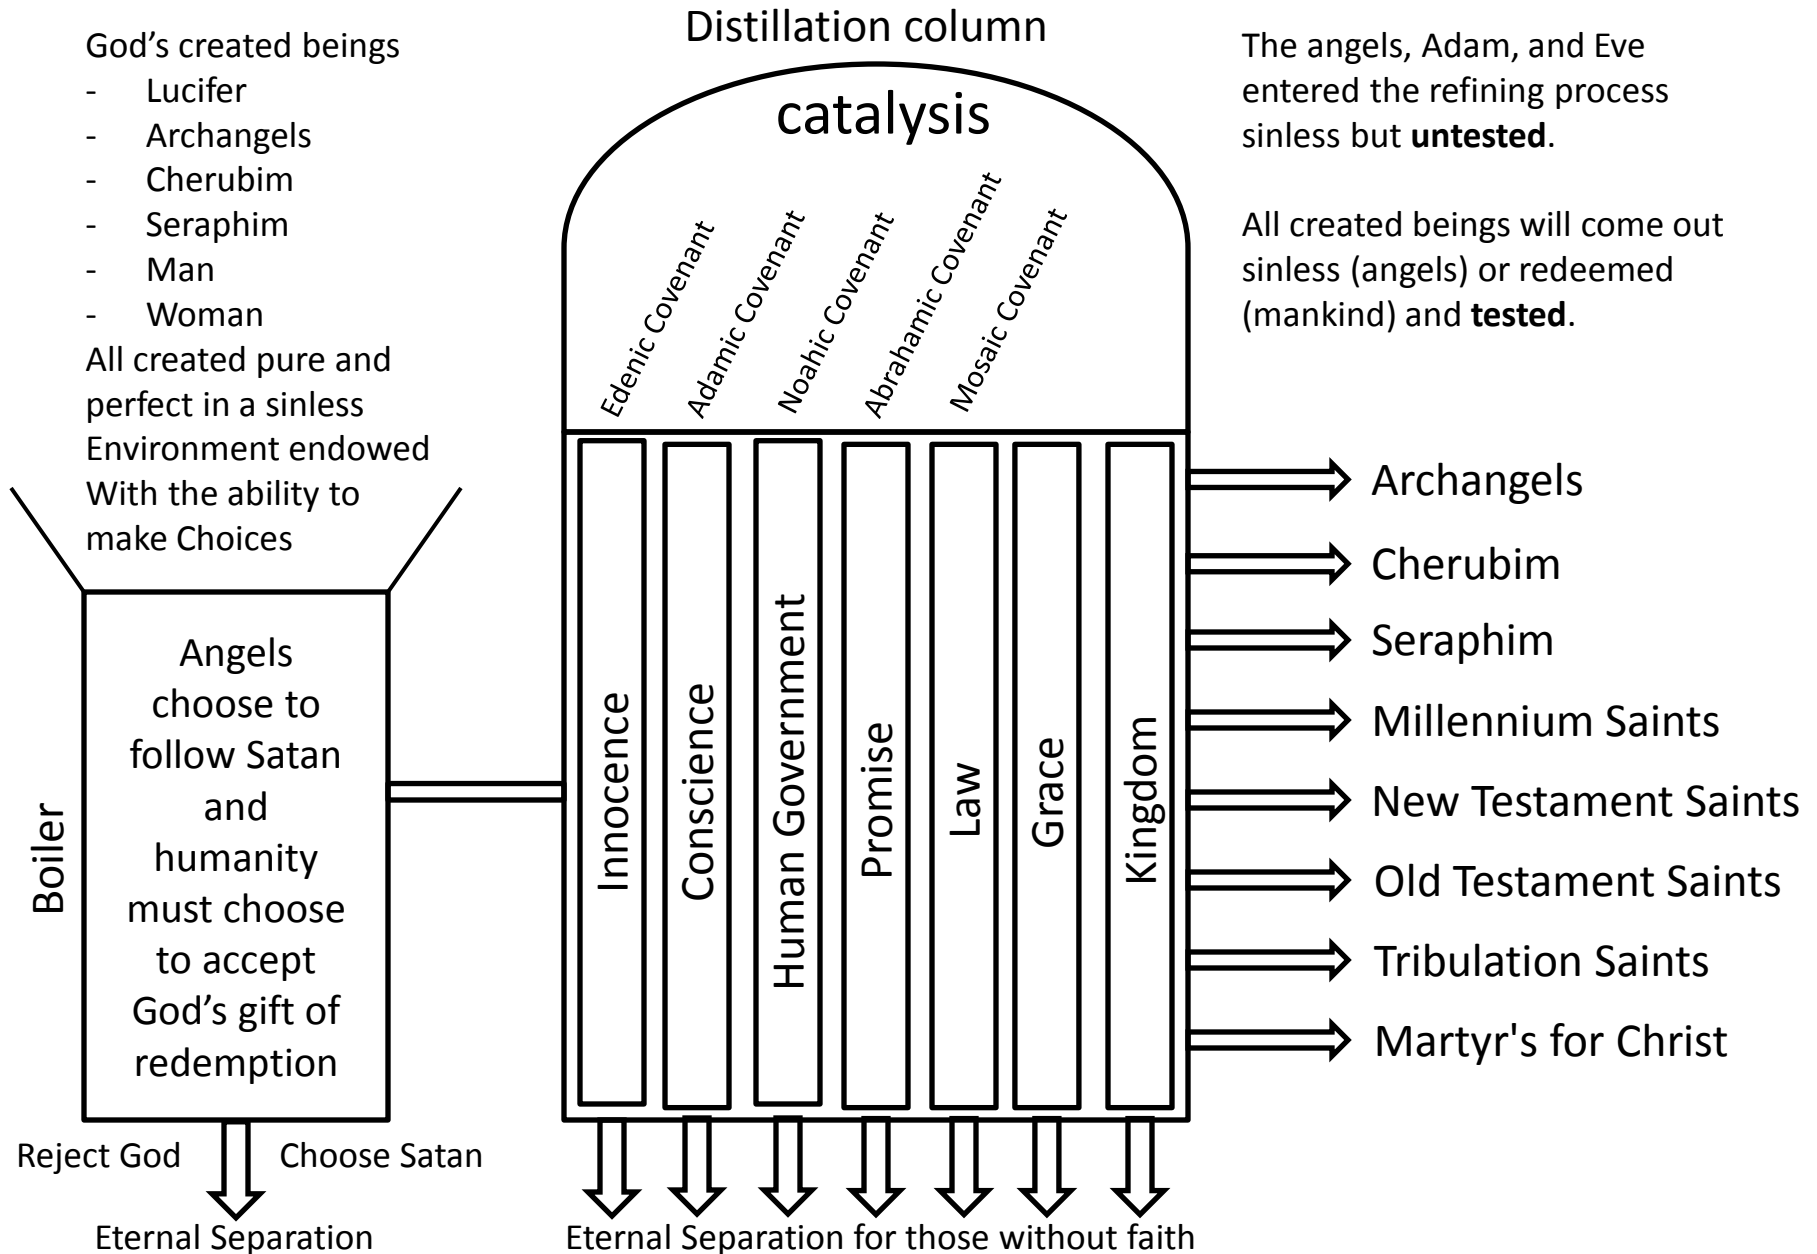 God's created beings
- Lucifer
- Archangels
- Cherubim
- Seraphim
- Man
- Woman
All created pure and
perfect in a sinless
Environment endowed
With the ability to
make Choices
Boiler
Angels
choose to
follow Satan
and
humanity
must choose
to accept
God's gift of
redemption
Reject God
Choose Satan
Eternal Separation
Distillation column
catalysis
Edenic Covenant
Adamic Covenant
Noahic Covenant
Abrahamic Covenant
Mosaic Covenant
Innocence
Conscience
Human Government
Promise
Law
Grace
Kingdom
Eternal Separation for those without faith
The angels, Adam, and Eve
entered the refining process
sinless but untested.
All created beings will come out
sinless (angels) or redeemed
(mankind) and tested.
Archangels
Cherubim
Seraphim
Millennium Saints
New Testament Saints
Old Testament Saints
Tribulation Saints
Martyr's for Christ